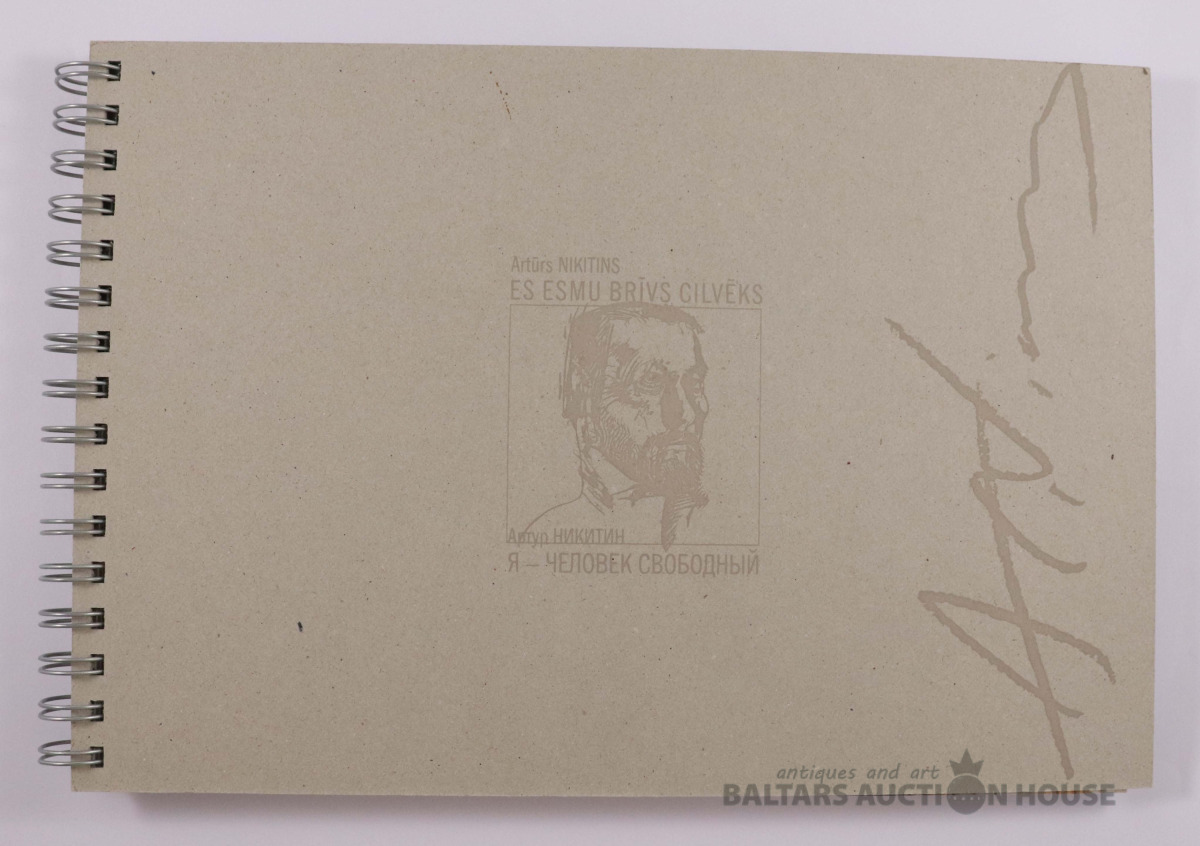 Artūrs NIKITINS
ES ESMU BRĪVS CILVĒKS
Артур НИКИТИН
Я – ЧЕЛОВЕК СВОБОДНЫЙ
antiques and art
BALTARS AUCTION HOUSE